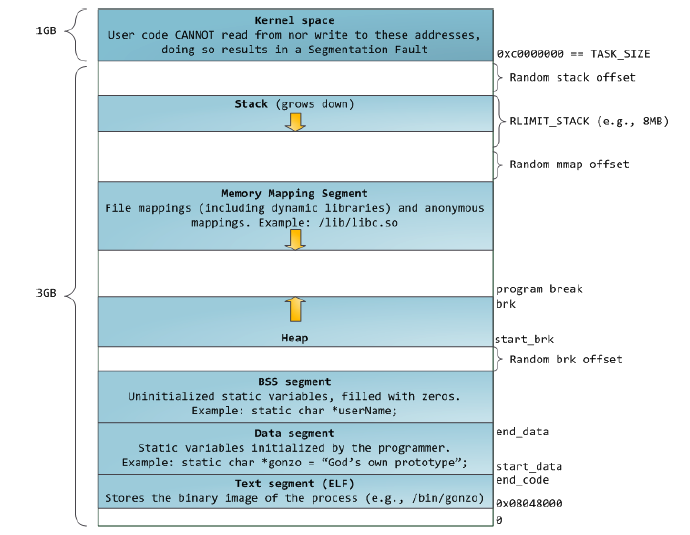 Kernel space
1GB
User code CANNOT read from nor write to these addresses,
doing so results in a Segmentation Fault
0xc0000000 == TASK_SIZE
Random stack offset
Stack (grows down)
RLIMIT_STACK (e.g., 8MB)
Random mmap offset
Memory Mapping Segment
File mappings (including dynamic libraries) and anonymous
mappings. Example: /lib/libc.so
3GB
program break
brk
Heap
start_brk
Random brk offset
BSS segment
Uninitialized static variables, filled with zeros.
Example: static char *userName;
end_data
Data segment
Static variables initialized by the programmer.
Example: static char *gonzo = “God’s own prototype”;
start_data
end_code
Text segment (ELF)
Stores the binary image of the process (e.g., /bin/gonzo)
0x08048000
0